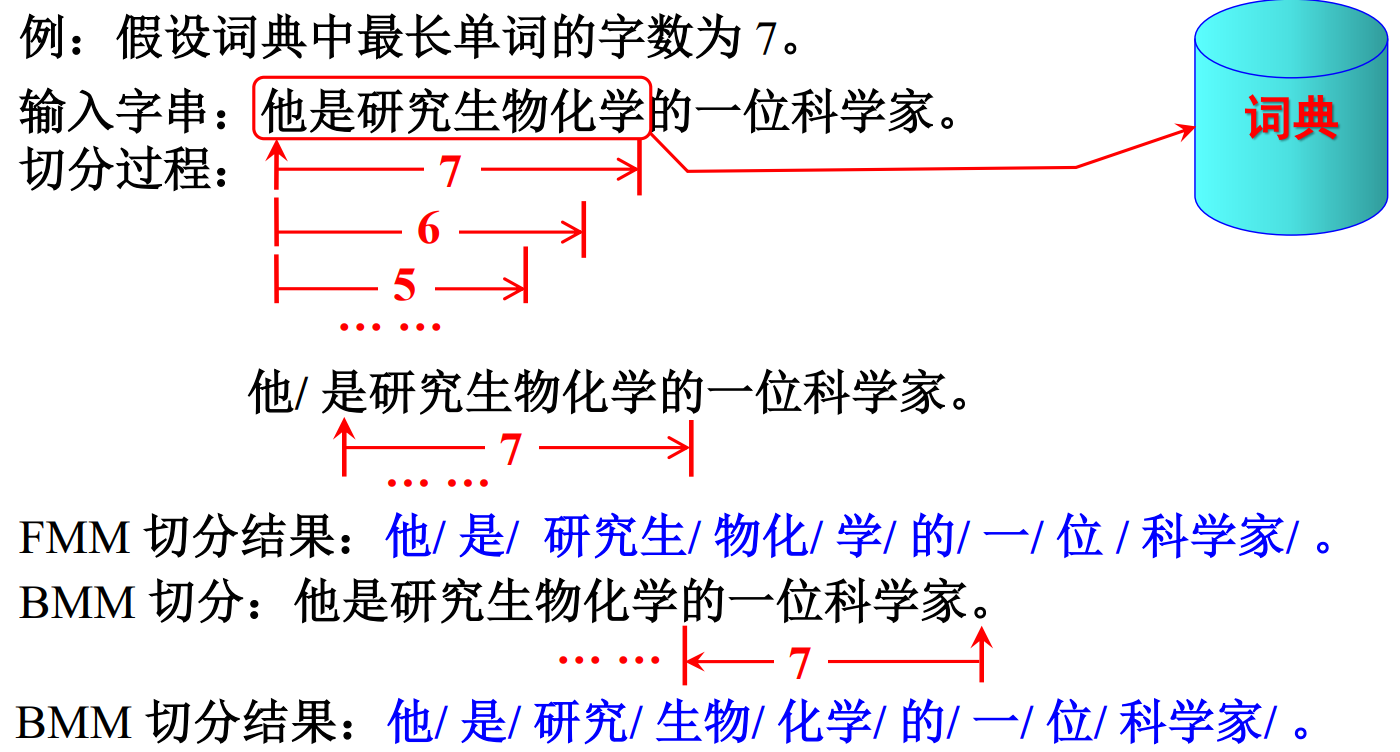 例：假设词典中最长单词的字数为 7。
输入字串：他是研究生物化学的一位科学家。
词典
切分过程：
7
6
5
… …
他/ 是研究生物化学的一位科学家。
7
… …
FMM 切分结果：他/ 是/ 研究生/ 物化/ 学/ 的/ 一/ 位 / 科学家/ 。
BMM 切分：他是研究生物化学的一位科学家。
… … 7
BMM 切分结果：他/ 是/ 研究/ 生物/ 化学/ 的/ 一/ 位/ 科学家/ 。